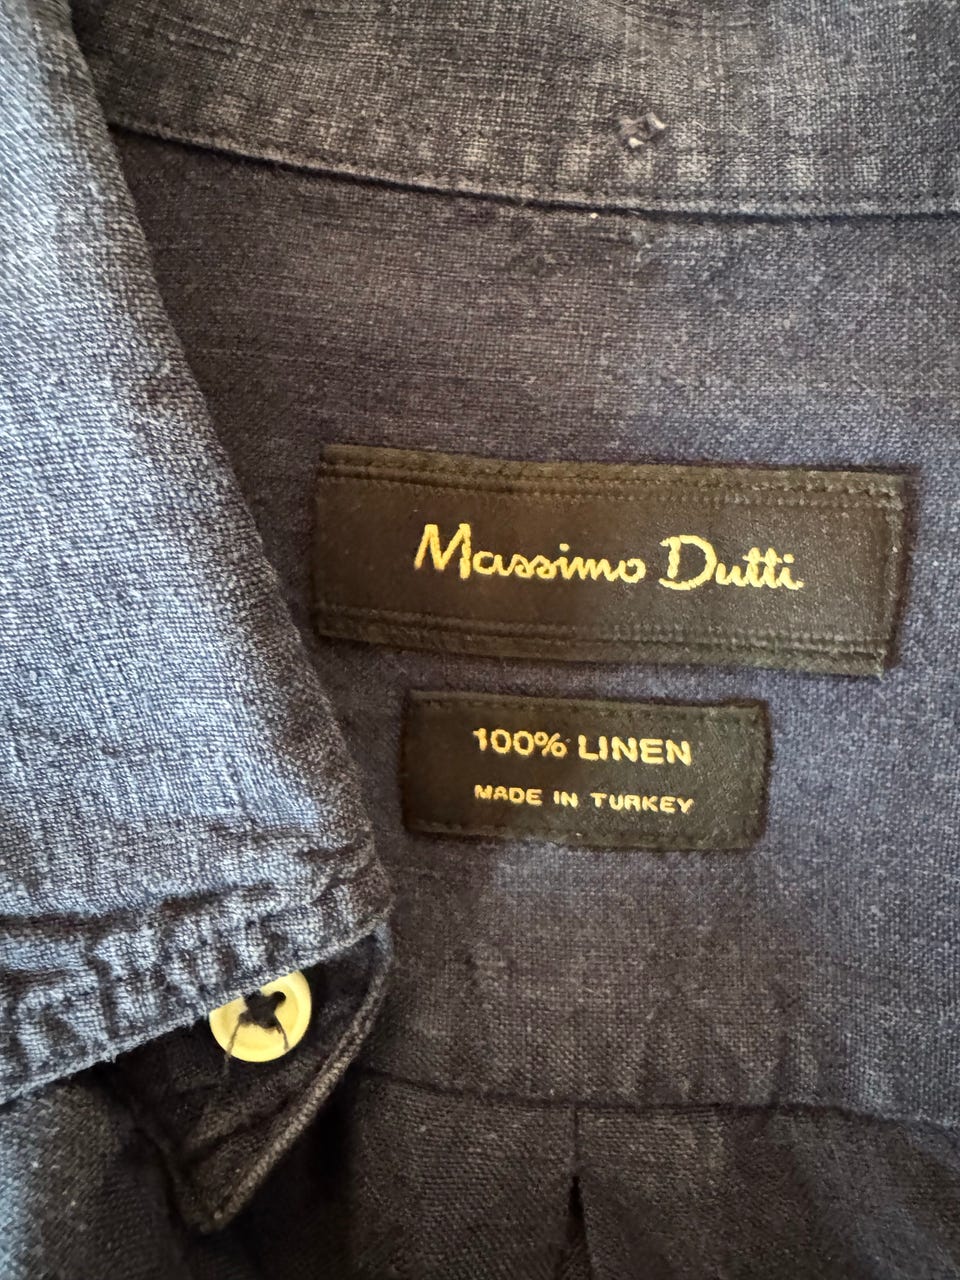 Massimo Dutti
100% LINEN
MADE IN TURKEY